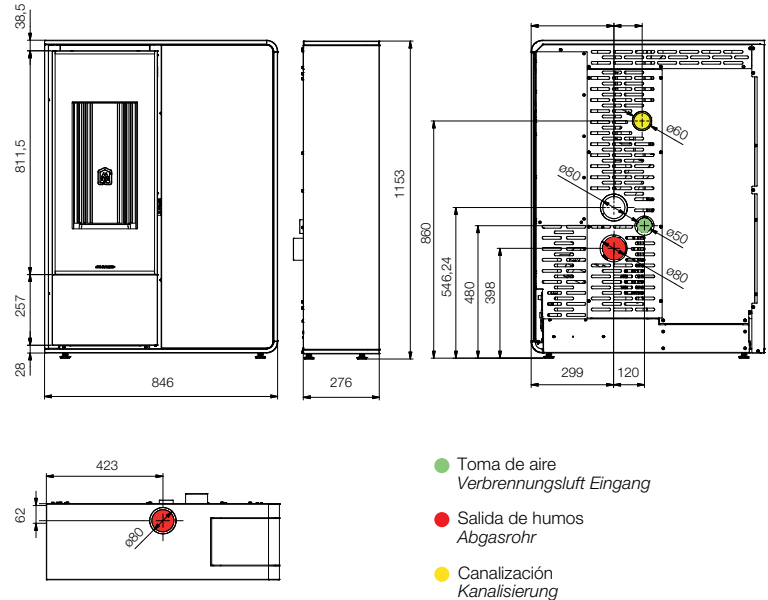 38,5
811,5
257
28
846
276
1153
ø60
ø80
ø50
ø80
860
546,24
480
398
299
120
423
62
ø80
Toma de aire
Verbrennungsluft Eingang
Salida de humos
Abgasrohr
Canalización
Kanalisierung